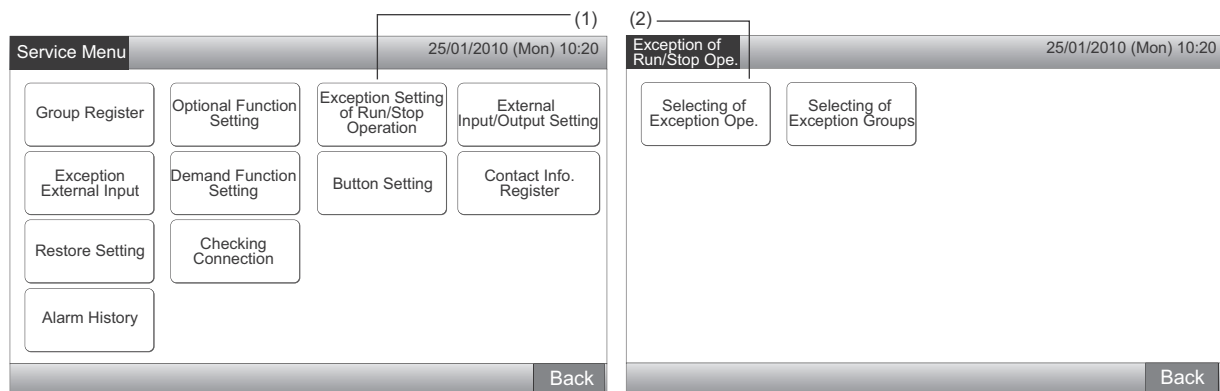 (1)
Service Menu
25/01/2010 (Mon) 10:20
Group Register
Optional Function
Setting
Exception Setting
of Run/Stop
Operation
External
Input/Output Setting
Exception
External Input
Demand Function
Setting
Button Setting
Contact Info.
Register
Restore Setting
Checking
Connection
Alarm History
Back
(2)
Exception of
Run/Stop Ope.
25/01/2010 (Mon) 10:20
Selecting of
Exception Ope.
Selecting of
Exception Groups
Back